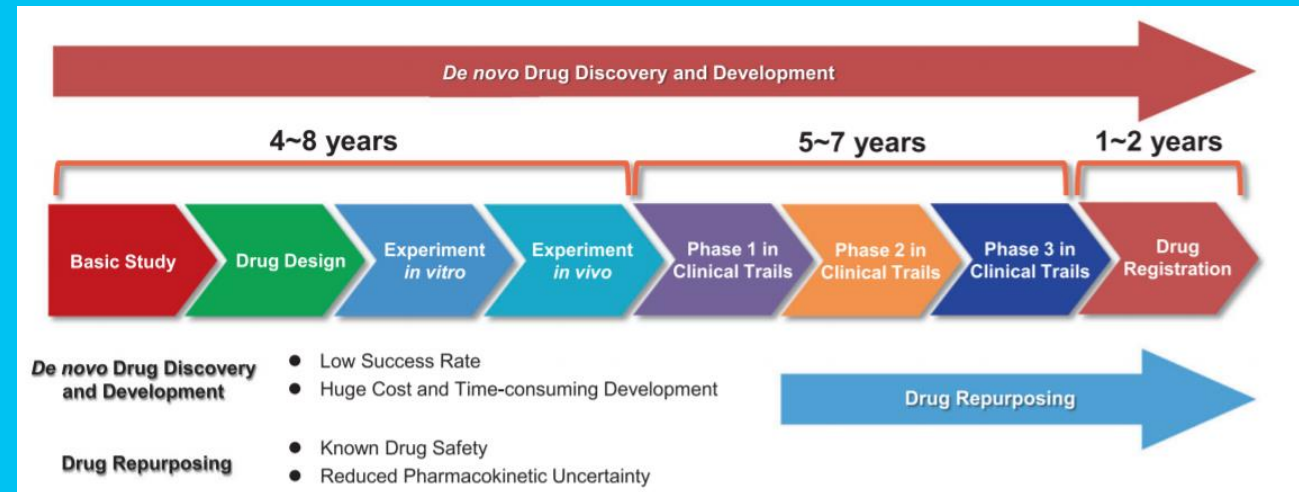 De novo Drug Discovery and Development
4~8 years
5~7 years
1~2 years
Basic Study
Drug Design
Experiment
in vitro
Experiment
in vivo
Phase 1 in
Clinical Trails
Phase 2 in
Clinical Trails
Phase 3 in
Clinical Trails
Drug
Registration
De novo Drug Discovery
and Development
● Low Success Rate
● Huge Cost and Time-consuming Development
Drug Repurposing
Drug Repurposing
● Known Drug Safety
● Reduced Pharmacokinetic Uncertainty